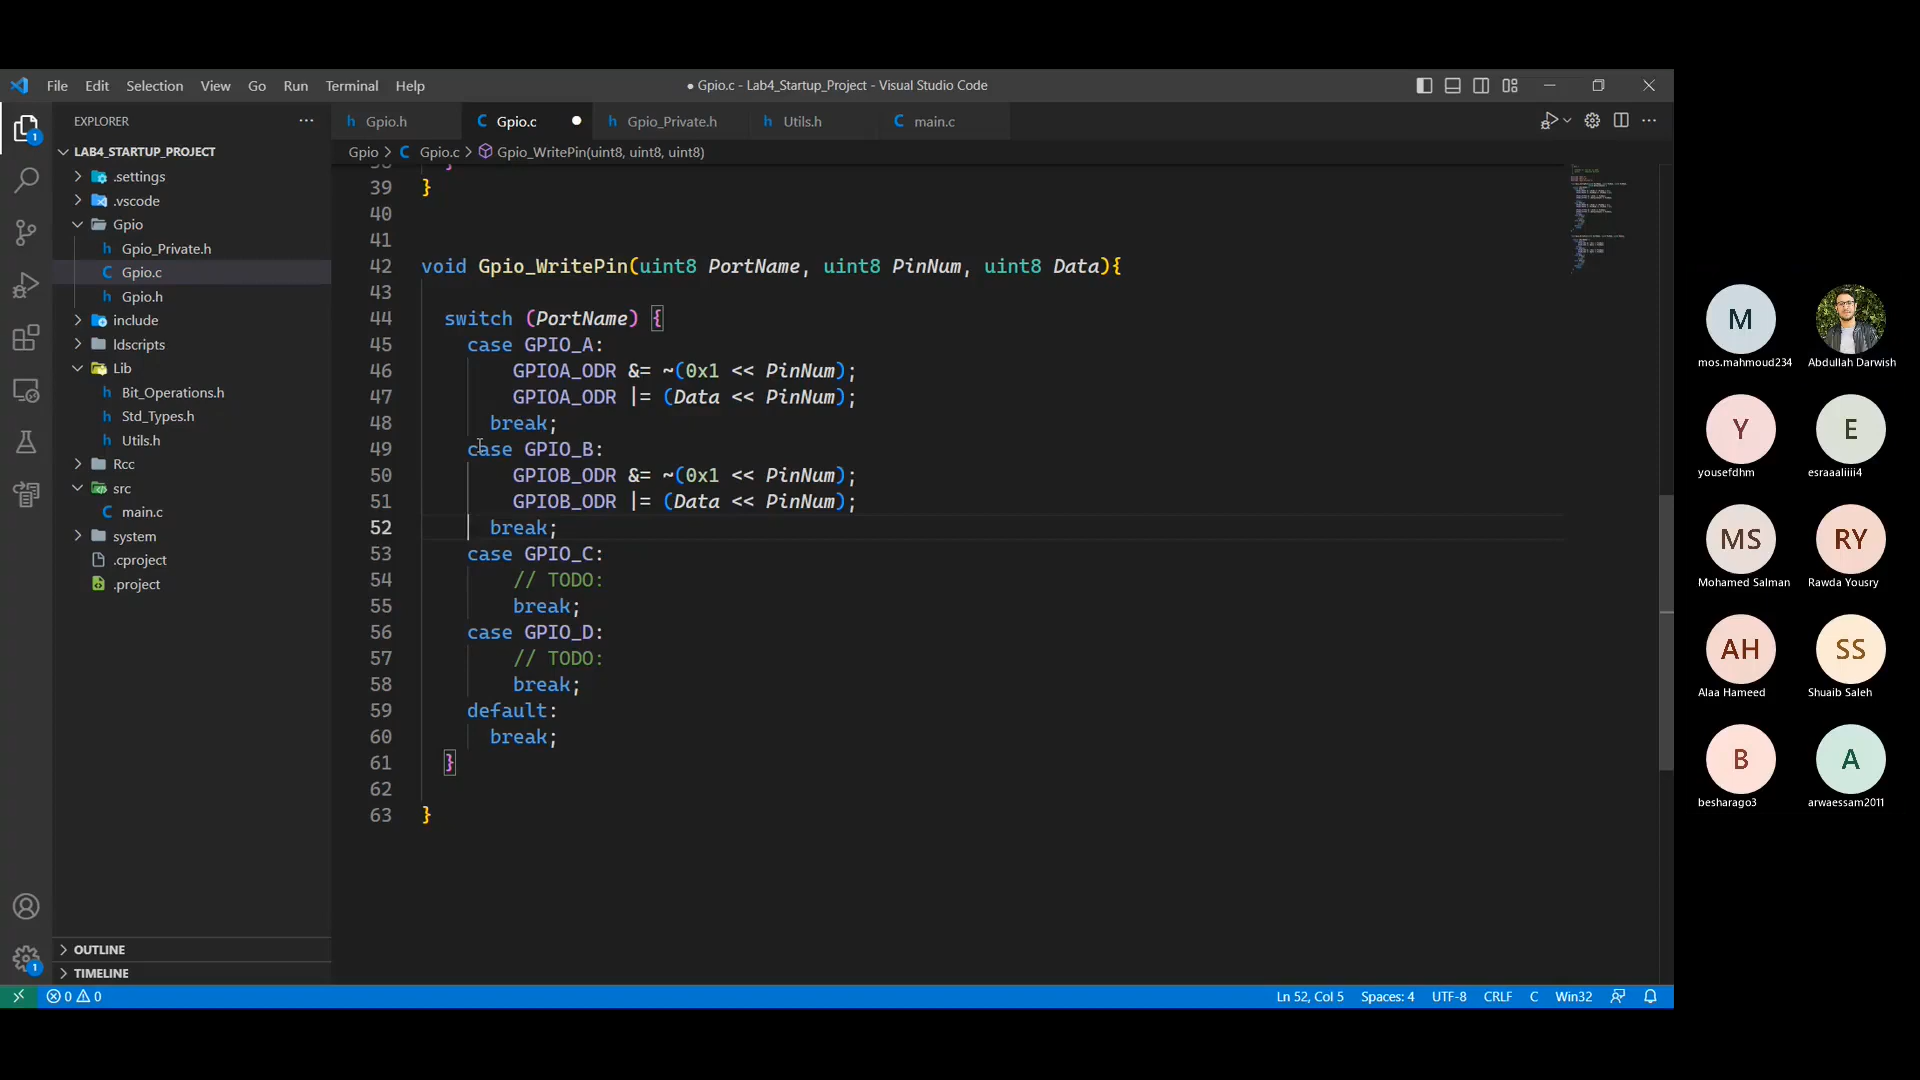 File Edit Selection View Go Run Terminal Help
● Gpio.c - Lab4_Startup_Project - Visual Studio Code
EXPLORER
LAB4_STARTUP_PROJECT
.settings
.vscode
Gpio
h Gpio_Private.h
C Gpio.c
h Gpio.h
include
ldscripts
Lib
h Bit_Operations.h
h Std_Types.h
h Utils.h
Rcc
src
C main.c
system
.cproject
.project
OUTLINE
TIMELINE
1
1
h Gpio.h
C Gpio.c
h Gpio_Private.h
h Utils.h
C main.c
Gpio > C Gpio.c > Gpio_WritePin(uint8, uint8, uint8)
39 }
40
41
42 void Gpio_WritePin(uint8 PortName, uint8 PinNum, uint8 Data){
43
44 switch (PortName) {
45 case GPIO_A:
46 GPIOA_ODR &= ~(0x1 << PinNum);
47 GPIOA_ODR |= (Data << PinNum);
48 break;
49 case GPIO_B:
50 GPIOB_ODR &= ~(0x1 << PinNum);
51 GPIOB_ODR |= (Data << PinNum);
52 break;
53 case GPIO_C:
54 // TODO:
55 break;
56 case GPIO_D:
57 // TODO:
58 break;
59 default:
60 break;
61 }
62
63 }
0 0
Ln 52, Col 5 Spaces: 4 UTF-8 CRLF C Win32
M
mos.mahmoud234
Abdullah Darwish
Y
yousefdhm
E
esraaliiii4
MS
Mohamed Salman
RY
Rawda Yousry
AH
Alaa Hameed
SS
Shuaib Saleh
B
besharago3
A
arwaessam2011